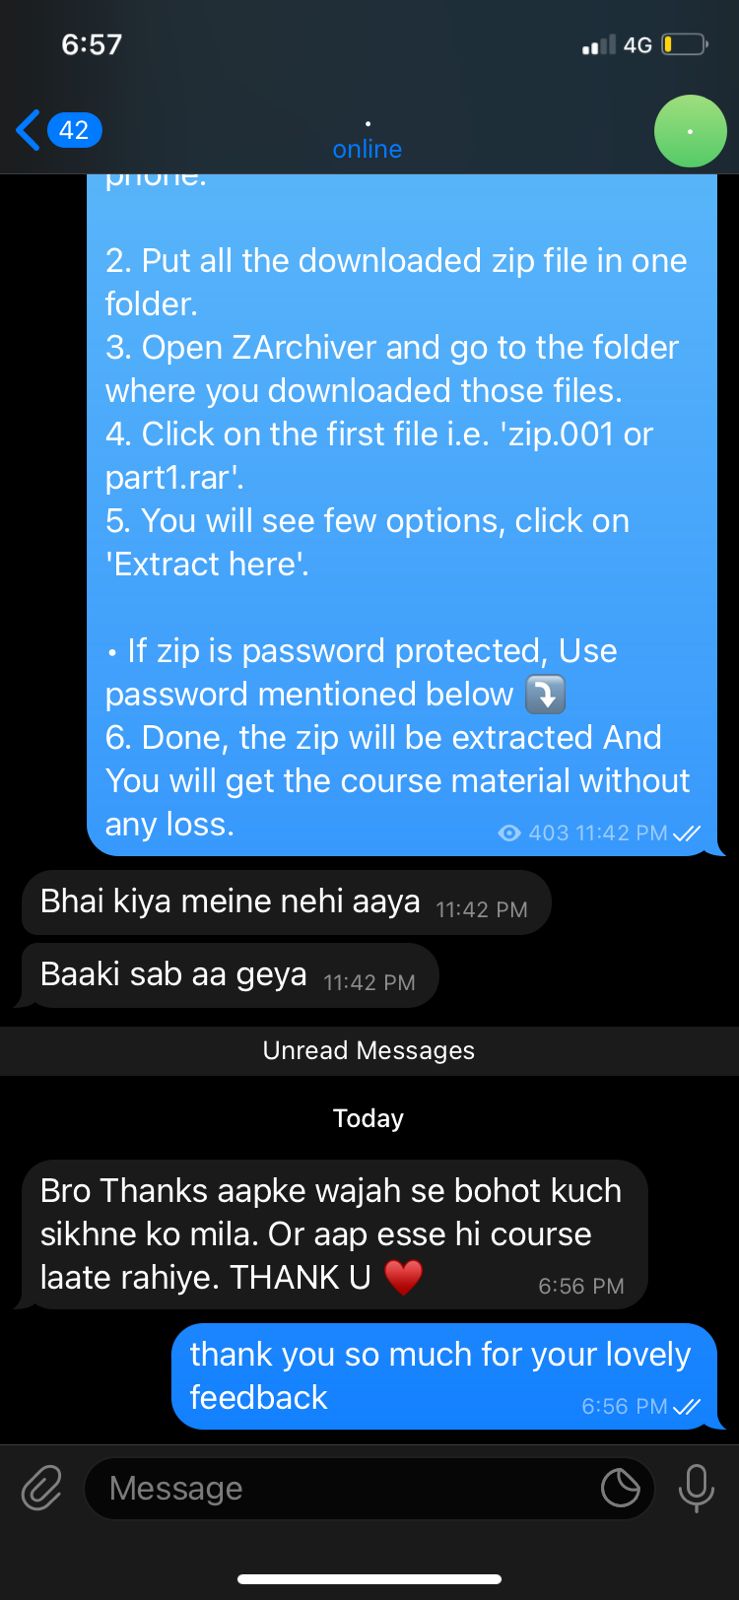 6:57
4G
42
.
online
phone.
2. Put all the downloaded zip file in one
folder.
3. Open ZArchiver and go to the folder
where you downloaded those files.
4. Click on the first file i.e. 'zip.001 or
part1.rar'.
5. You will see few options, click on
'Extract here'.
• If zip is password protected, Use
password mentioned below ⤵️
6. Done, the zip will be extracted And
You will get the course material without
any loss.
403 11:42 PM
Bhai kiya meine nehi aaya 11:42 PM
Baaki sab aa geya 11:42 PM
Unread Messages
Today
Bro Thanks aapke wajah se bohot kuch
sikhne ko mila. Or aap esse hi course
laate rahiye. THANK U ♥️
6:56 PM
thank you so much for your lovely
feedback
6:56 PM
Message